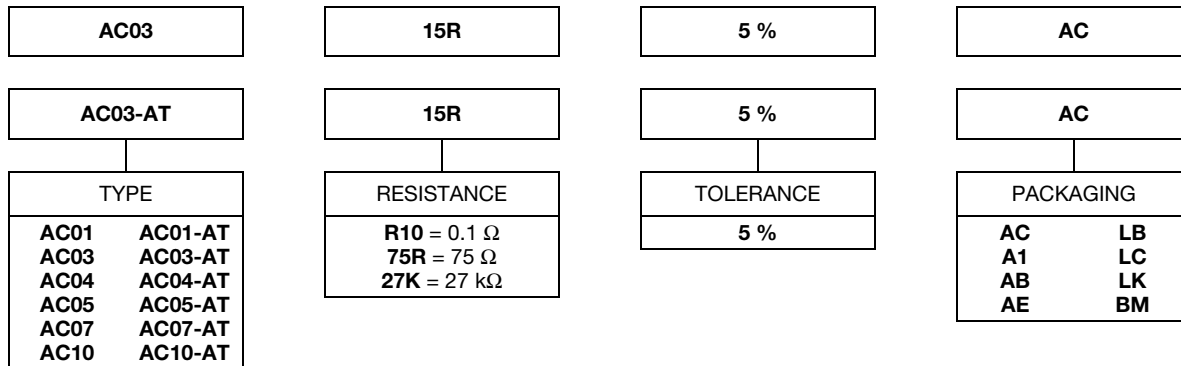 AC03 15R 5 % AC
AC03-AT 15R 5 % AC
TYPE RESISTANCE TOLERANCE PACKAGING
AC01 AC01-AT R10 = 0.1 Ω 5 % AC LB
AC03 AC03-AT 75R = 75 Ω A1 LC
AC04 AC04-AT 27K = 27 kΩ AB LK
AC05 AC05-AT AE BM
AC07 AC07-AT
AC10 AC10-AT